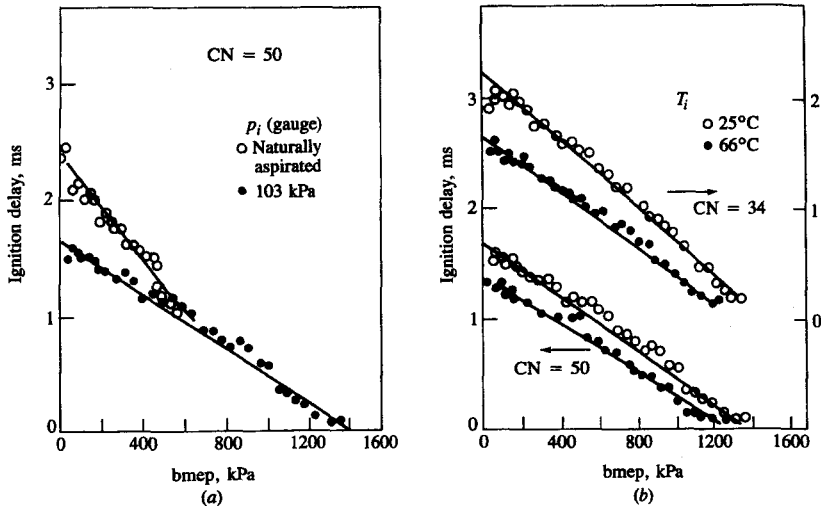 CN = 50
3
2
1
0
Ignition delay, ms
p_i (gauge)
○ Naturally
aspirated
● 103 kPa
0 400 800 1200 1600
bmep, kPa
(a)
3
2
1
0
Ignition delay, ms
T_i
○ 25°C
● 66°C
CN = 34
CN = 50
2
1
0
0 400 800 1200 1600
bmep, kPa
(b)